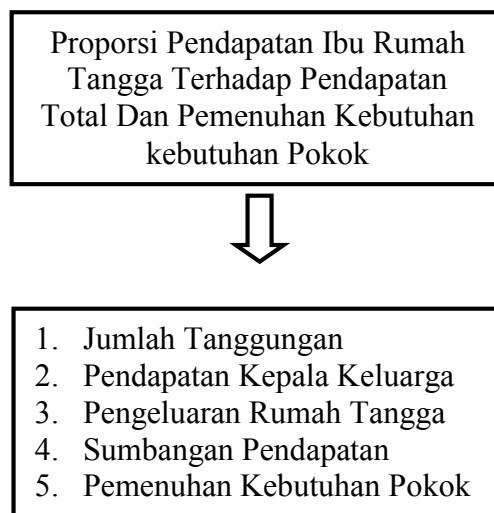 Proporsi Pendapatan Ibu Rumah
Tangga Terhadap Pendapatan
Total Dan Pemenuhan Kebutuhan
kebutuhan Pokok
1. Jumlah Tanggungan
2. Pendapatan Kepala Keluarga
3. Pengeluaran Rumah Tangga
4. Sumbangan Pendapatan
5. Pemenuhan Kebutuhan Pokok